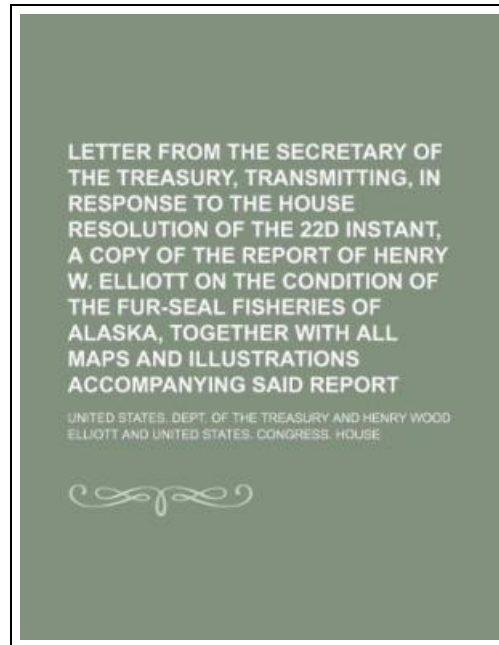 LETTER FROM THE SECRETARY OF
THE TREASURY, TRANSMITTING, IN
RESPONSE TO THE HOUSE
RESOLUTION OF THE 22D INSTANT,
A COPY OF THE REPORT OF HENRY
W. ELLIOTT ON THE CONDITION OF
THE FUR-SEAL FISHERIES OF
ALASKA, TOGETHER WITH ALL
MAPS AND ILLUSTRATIONS
ACCOMPANYING SAID REPORT
UNITED STATES. DEPT. OF THE TREASURY AND HENRY WOOD
ELLIOTT AND UNITED STATES. CONGRESS. HOUSE